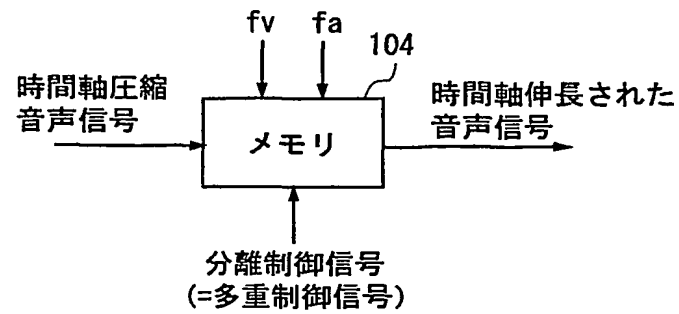 fv
fa
104
時間軸圧縮
音声信号
メモリ
時間軸伸長された
音声信号
分離制御信号
(=多重制御信号)